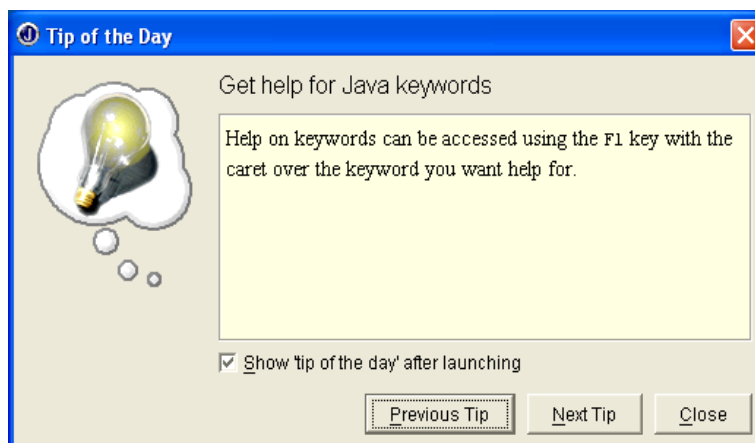 Tip of the Day
Get help for Java keywords
Help on keywords can be accessed using the F1 key with the
caret over the keyword you want help for.
Show 'tip of the day' after launching
Previous Tip Next Tip Close